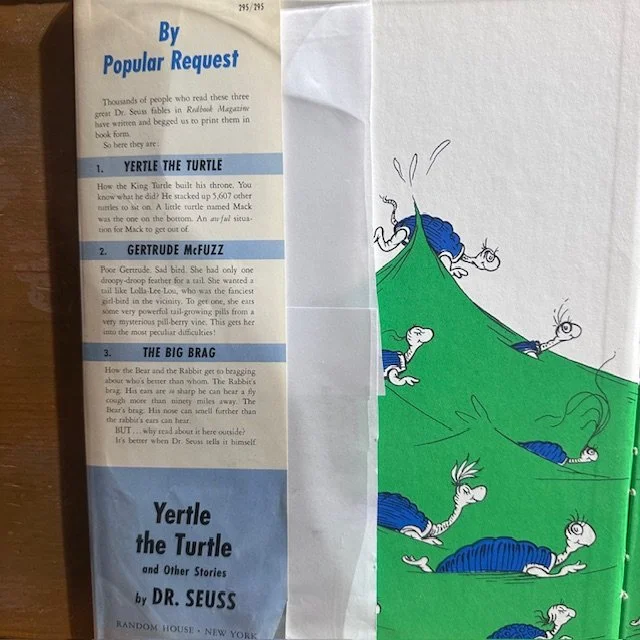 295/295
By
Popular Request
Thousands of people who read these three
great Dr. Seuss fables in Redbook Magazine
have written and begged us to print them in
book form.
So here they are:
1. YERTLE THE TURTLE
How the King Turtle built his throne. You
know what he did? He stacked up 5,607 other
turtles to sit on. A little turtle named Mack
was the one on the bottom. An awful situa-
tion for Mack to get out of.
2. GERTRUDE McFUZZ
Poor Gertrude. Sad bird. She had only one
droopy-droop feather for a tail. She wanted a
tail like Lolla-Lee-Lou, who was the fanciest
girl-bird in the vicinity. To get one, she eats
some very powerful tail-growing pills from a
very mysterious pill-berry vine. This gets her
into the most peculiar difficulties!
3. THE BIG BRAG
How the Bear and the Rabbit get to bragging
about who's better than whom. The Rabbit's
brag: His ears are so sharp he can hear a fly
cough more than ninety miles away. The
Bear's brag: His nose can smell further than
the rabbit's ears can hear.
BUT... why read about it here outside?
It's better when Dr. Seuss tells it himself
Yertle
the Turtle
and Other Stories
by DR. SEUSS
RANDOM HOUSE · NEW YORK